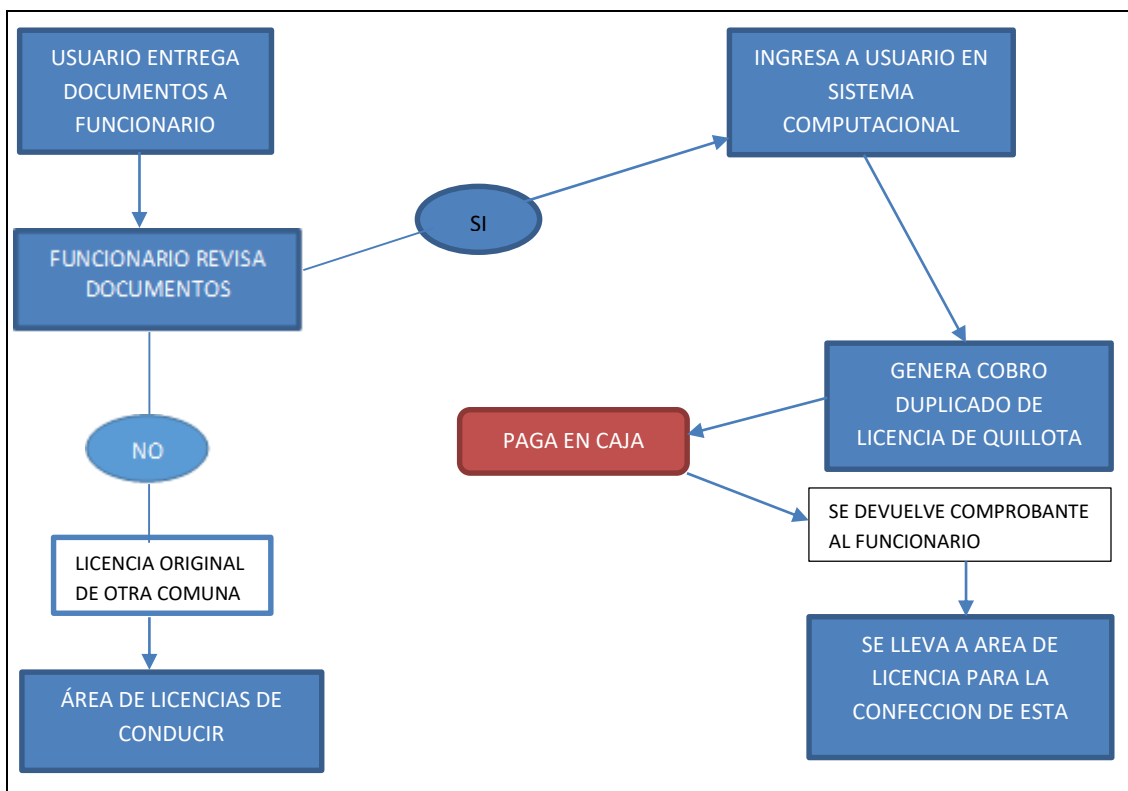 USUARIO ENTREGA
DOCUMENTOS A
FUNCIONARIO
INGRESA A USUARIO EN
SISTEMA
COMPUTACIONAL
SI
FUNCIONARIO REVISA
DOCUMENTOS
GENERA COBRO
DUPLICADO DE
LICENCIA DE QUILLOTA
PAGA EN CAJA
NO
SE DEVUELVE COMPROBANTE
AL FUNCIONARIO
LICENCIA ORIGINAL
DE OTRA COMUNA
SE LLEVA A AREA DE
LICENCIA PARA LA
CONFECCION DE ESTA
ÁREA DE LICENCIAS DE
CONDUCIR